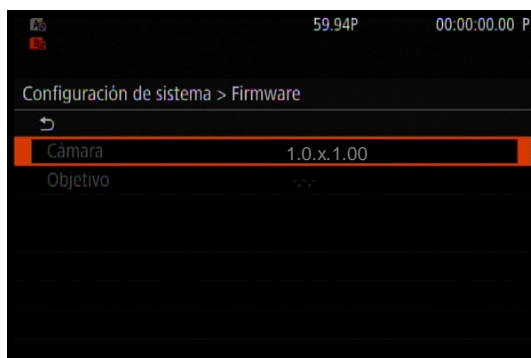 A
59.94P 00:00:00.00 P
B
Configuración de sistema > Firmware
Cámara 1.0.x.1.00
Objetivo -.-.-